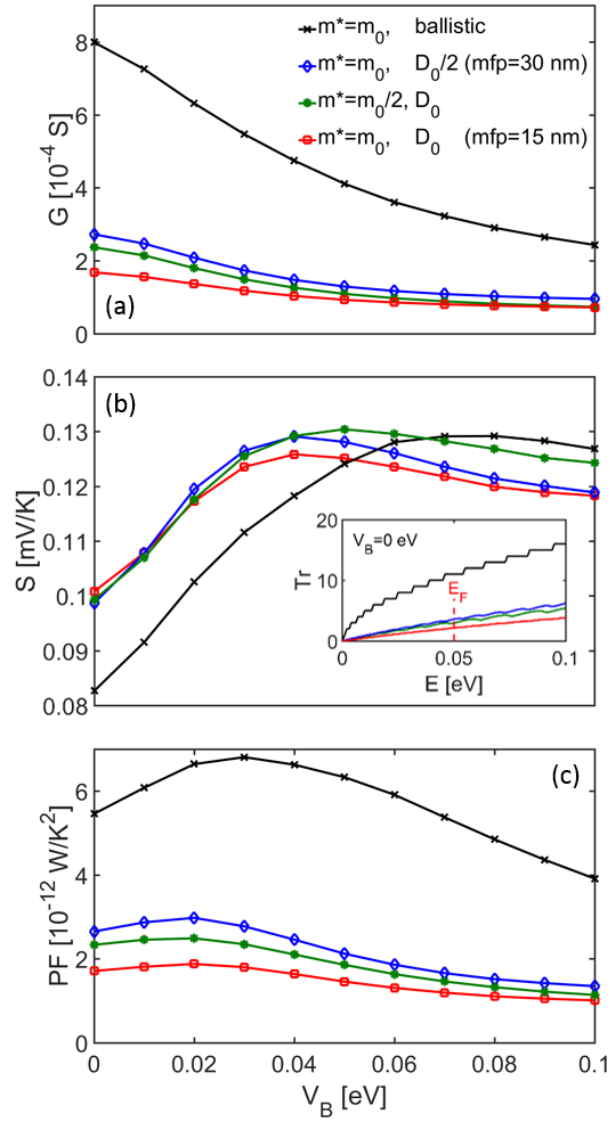 (a)
G [10⁻⁴ S]
8
6
4
2
0
m*=m₀, ballistic
m*=m₀, D₀/2 (mfp=30 nm)
m*=m₀/2, D₀
m*=m₀, D₀ (mfp=15 nm)
(b)
S [mV/K]
0.14
0.13
0.12
0.11
0.1
0.09
0.08
V_B=0 eV
Tr
20
10
0
E_F
0 0.05 0.1
E [eV]
(c)
PF [10⁻¹² W/K²]
6
4
2
0
0 0.02 0.04 0.06 0.08 0.1
V_B [eV]